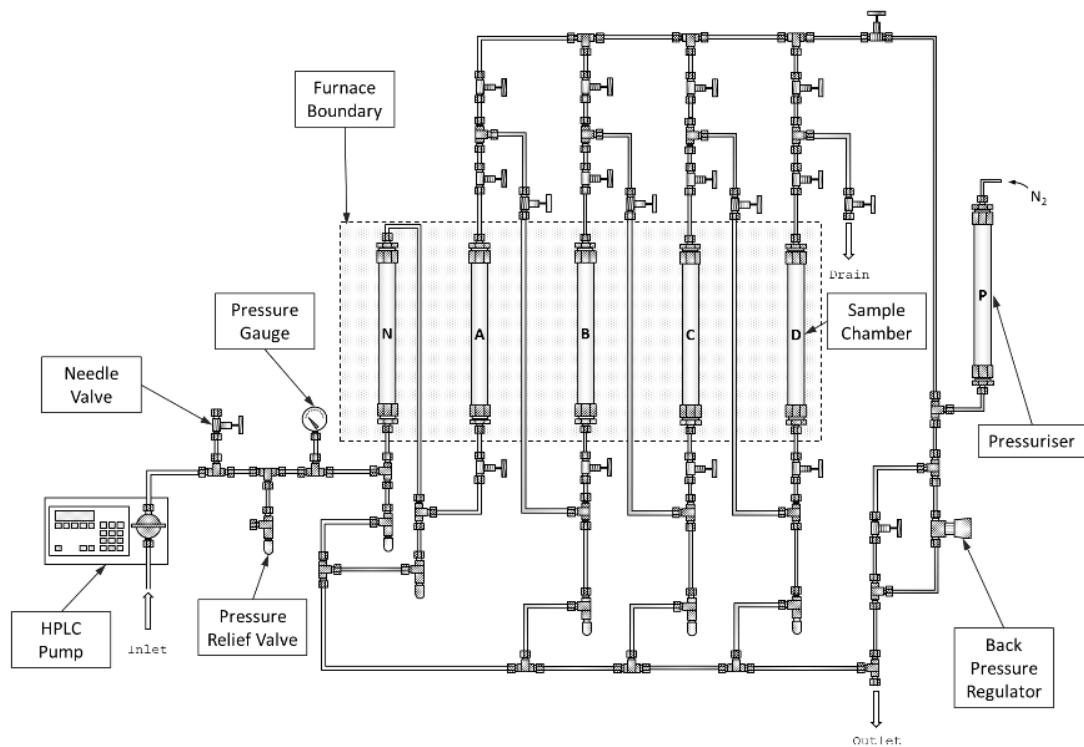 Furnace
Boundary
N₂
Drain
P
Pressure
Gauge
Sample
Chamber
N
A
B
C
D
Needle
Valve
Pressuriser
HPLC
Pump
Inlet
Pressure
Relief Valve
Back
Pressure
Regulator
Outlet